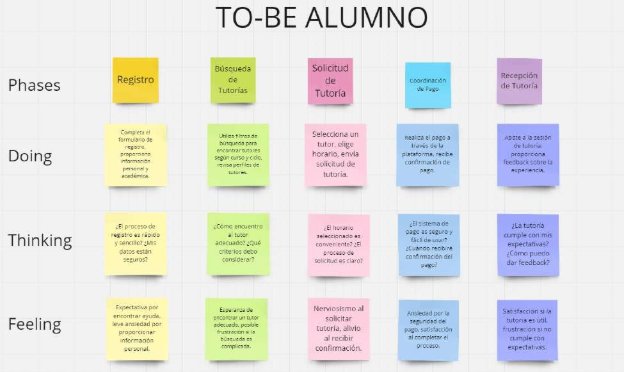 TO-BE ALUMNO
Phases
Registro
Búsqueda
de
Tutorías
Solicitud
de
Tutoría
Coordinación
de Pago
Recepción
de Tutoría
Doing
Completa el
formulario de
registro,
proporciona
información
personal y
académica.
Utiliza filtros de
búsqueda para
encontrar tutores
según curso y ciclo,
revisa perfiles de
tutores.
Selecciona un
tutor, elige
horario, envía
solicitud de
tutoría.
Realiza el pago a
través de la
plataforma, recibe
confirmación de
pago.
Asiste a la sesión
de tutoría,
proporciona
feedback sobre la
experiencia.
Thinking
¿El proceso de
registro es rápido
y sencillo? ¿Mis
datos están
seguros?
¿Cómo encuentro
al tutor
adecuado? ¿Qué
criterios debo
considerar?
¿El horario
seleccionado es
conveniente? ¿El
proceso de
solicitud es claro?
¿El sistema de
pago es seguro y
fácil de usar?
¿Cuándo recibiré
confirmación del
pago?
¿La tutoría
cumple con mis
expectativas?
¿Cómo puedo
dar feedback?
Feeling
Expectativa por
encontrar ayuda,
leve ansiedad por
proporcionar
información
personal.
Esperanza de
encontrar un tutor
adecuado, posible
frustración si la
búsqueda es
complicada.
Nerviosismo al
solicitar
tutoría, alivio
al recibir
confirmación.
Ansiedad por la
seguridad del
pago, satisfacción
al completar el
proceso.
Satisfacción si la
tutoría es útil,
frustración si no
cumple con
expectativas.